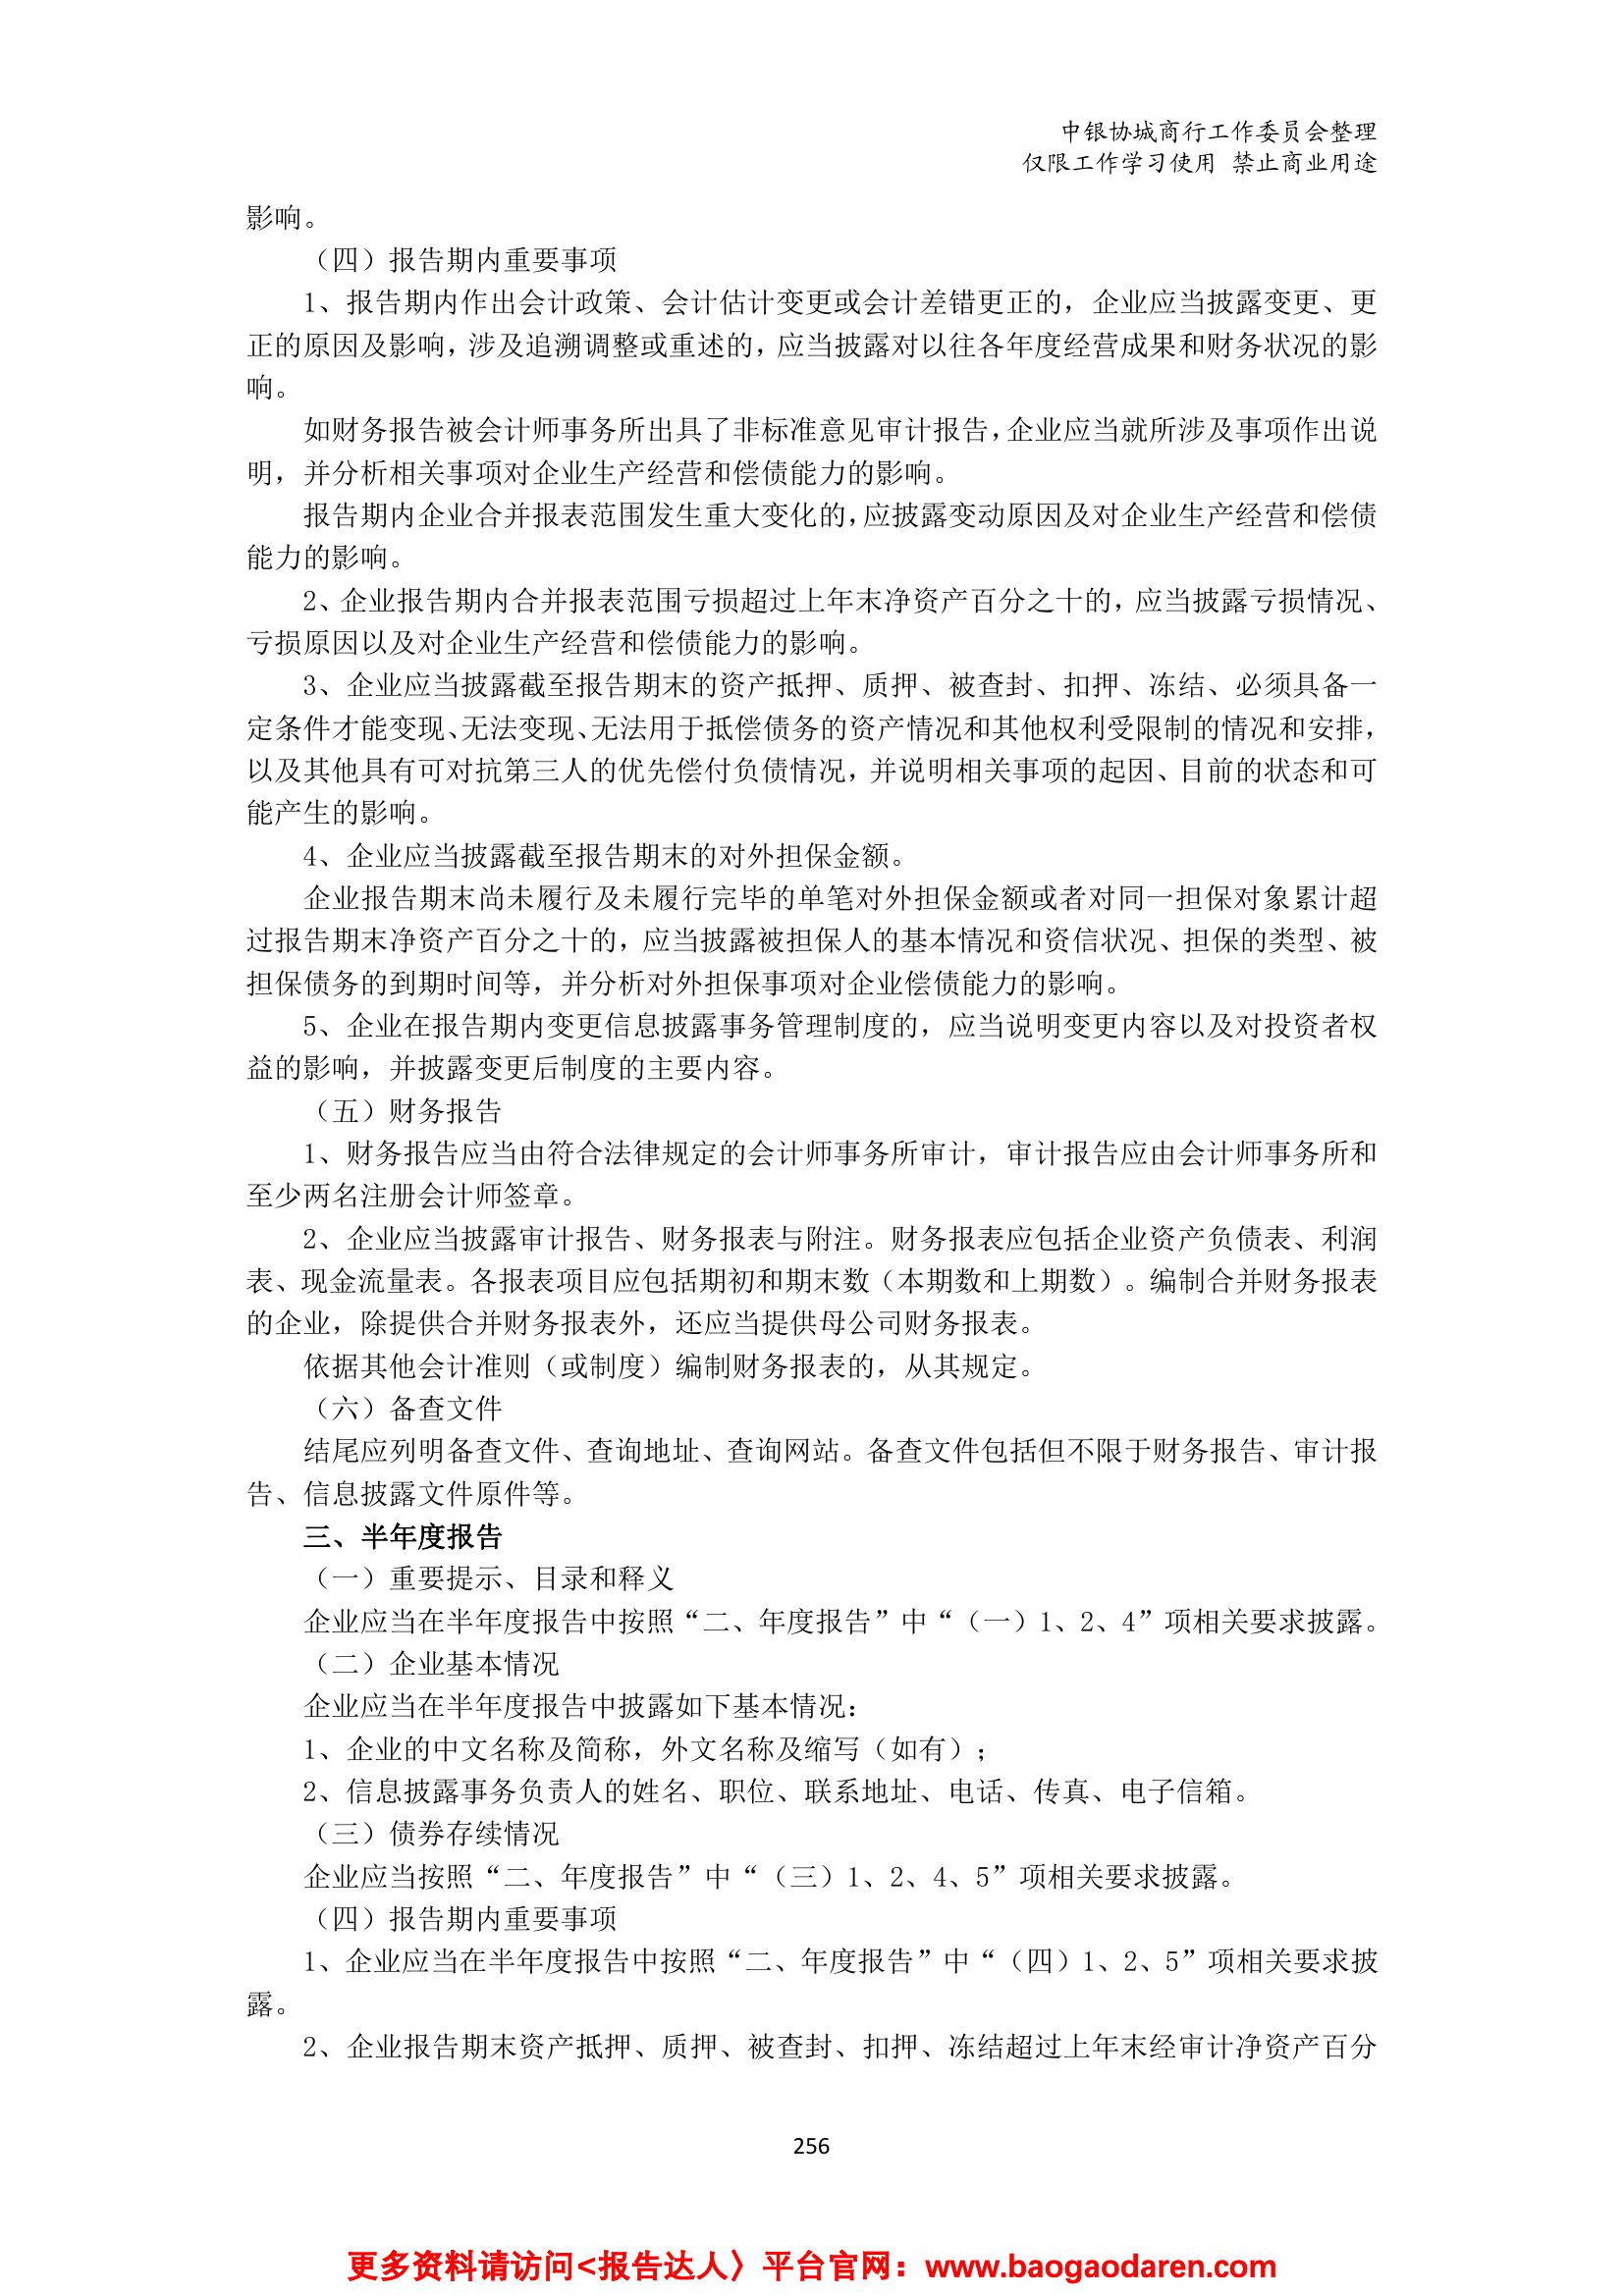 中银协城商行工作委员会整理
仅限工作学习使用 禁止商业用途
影响。
（四）报告期内重要事项
1、报告期内作出会计政策、会计估计变更或会计差错更正的，企业应当披露变更、更
正的原因及影响，涉及追溯调整或重述的，应当披露对以往各年度经营成果和财务状况的影
响。
如财务报告被会计师事务所出具了非标准意见审计报告，企业应当就所涉及事项作出说
明，并分析相关事项对企业生产经营和偿债能力的影响。
报告期内企业合并报表范围发生重大变化的，应披露变动原因及对企业生产经营和偿债
能力的影响。
2、企业报告期内合并报表范围亏损超过上年末净资产百分之十的，应当披露亏损情况、
亏损原因以及对企业生产经营和偿债能力的影响。
3、企业应当披露截至报告期末的资产抵押、质押、被查封、扣押、冻结、必须具备一
定条件才能变现、无法变现、无法用于抵偿债务的资产情况和其他权利受限制的情况和安排，
以及其他具有可对抗第三人的优先偿付负债情况，并说明相关事项的起因、目前的状态和可
能产生的影响。
4、企业应当披露截至报告期末的对外担保金额。
企业报告期末尚未履行及未履行完毕的单笔对外担保金额或者对同一担保对象累计超
过报告期末净资产百分之十的，应当披露被担保人的基本情况和资信状况、担保的类型、被
担保债务的到期时间等，并分析对外担保事项对企业偿债能力的影响。
5、企业在报告期内变更信息披露事务管理制度的，应当说明变更内容以及对投资者权
益的影响，并披露变更后制度的主要内容。
（五）财务报告
1、财务报告应当由符合法律规定的会计师事务所审计，审计报告应由会计师事务所和
至少两名注册会计师签章。
2、企业应当披露审计报告、财务报表与附注。财务报表应包括企业资产负债表、利润
表、现金流量表。各报表项目应包括期初和期末数（本期数和上期数）。编制合并财务报表
的企业，除提供合并财务报表外，还应当提供母公司财务报表。
依据其他会计准则（或制度）编制财务报表的，从其规定。
（六）备查文件
结尾应列明备查文件、查询地址、查询网站。备查文件包括但不限于财务报告、审计报
告、信息披露文件原件等。
三、半年度报告
（一）重要提示、目录和释义
企业应当在半年度报告中按照“二、年度报告”中“（一）1、2、4”项相关要求披露。
（二）企业基本情况
企业应当在半年度报告中披露如下基本情况：
1、企业的中文名称及简称，外文名称及缩写（如有）；
2、信息披露事务负责人的姓名、职位、联系地址、电话、传真、电子信箱。
（三）债券存续情况
企业应当按照“二、年度报告”中“（三）1、2、4、5”项相关要求披露。
（四）报告期内重要事项
1、企业应当在半年度报告中按照“二、年度报告”中“（四）1、2、5”项相关要求披
露。
2、企业报告期末资产抵押、质押、被查封、扣押、冻结超过上年末经审计净资产百分
256
更多资料请访问<报告达人〉平台官网：www.baogaodaren.com